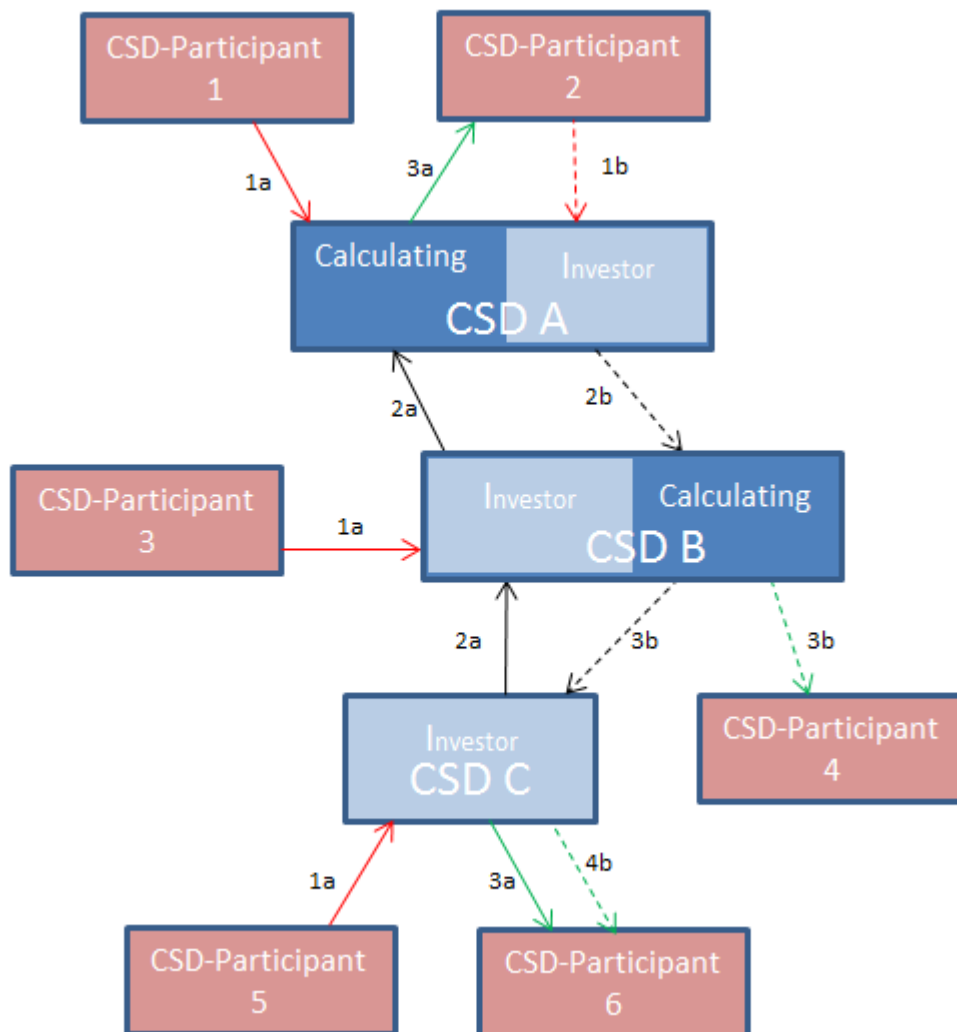 CSD-Participant
1
CSD-Participant
2
1a
3a
1b
Calculating
Investor
CSD A
2a
2b
CSD-Participant
3
1a
Investor
Calculating
CSD B
2a
3b
3b
Investor
CSD C
CSD-Participant
4
1a
3a
4b
CSD-Participant
5
CSD-Participant
6